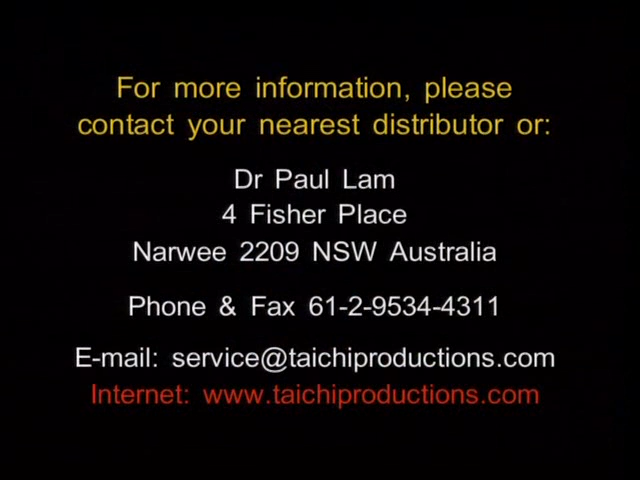 For more information, please
contact your nearest distributor or:
Dr Paul Lam
4 Fisher Place
Narwee 2209 NSW Australia
Phone & Fax 61-2-9534-4311
E-mail: service@taichiproductions.com
Internet: www.taichiproductions.com